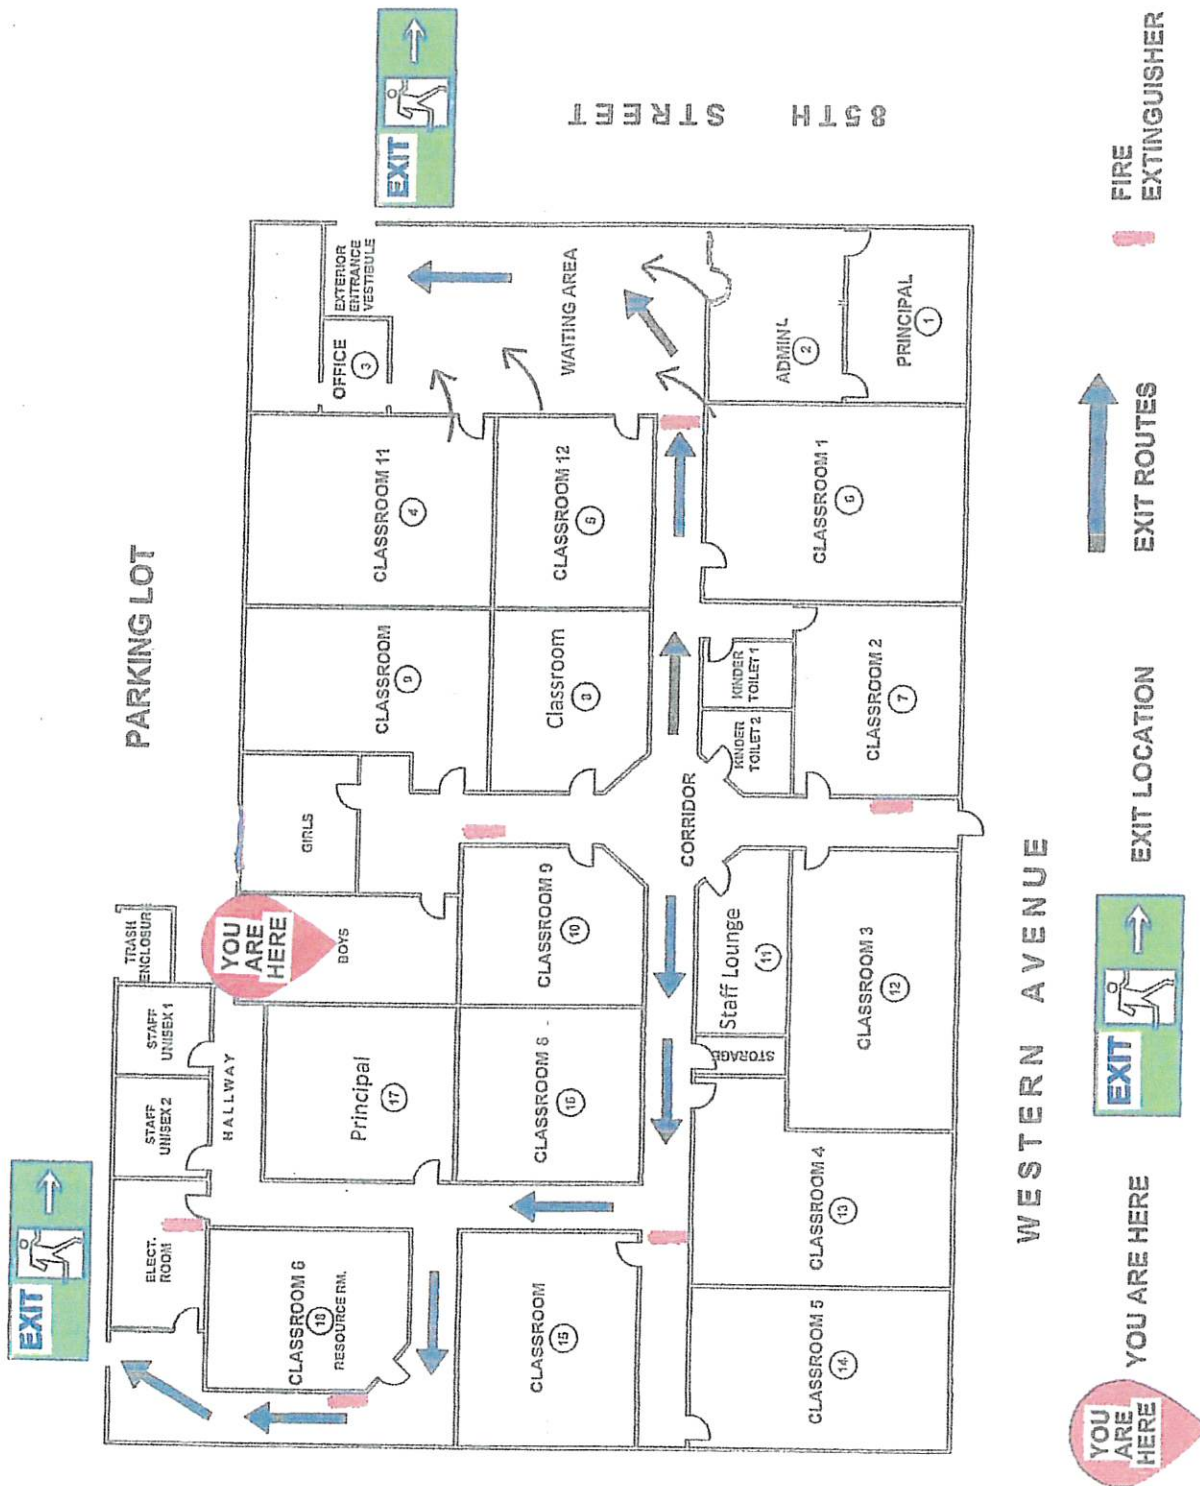 EXIT
TRASH
ENCLOSUR
STAFF
UNISEX 1
STAFF
UNISEX 2
ELECT.
ROOM
HALLWAY
PARKING LOT
YOU
ARE
HERE
BOYS
GIRLS
CLASSROOM 6
18
RESOURCE RM.
Principal
17
CLASSROOM
9
CLASSROOM 11
4
OFFICE
3
EXTERIOR
ENTRANCE
VESTIBULE
EXIT
CLASSROOM
15
CLASSROOM
16
CLASSROOM 9
10
Classroom
8
CLASSROOM 12
5
WAITING AREA
85TH STREET
CORRIDOR
STORAGE
Staff Lounge
11
KINDER
TOILET 2
KINDER
TOILET 1
CLASSROOM 5
14
CLASSROOM 4
13
CLASSROOM 3
12
CLASSROOM 2
7
CLASSROOM 1
6
ADMIN
2
PRINCIPAL
1
WESTERN AVENUE
YOU
ARE
HERE
YOU ARE HERE
EXIT
EXIT LOCATION
EXIT ROUTES
FIRE
EXTINGUISHER